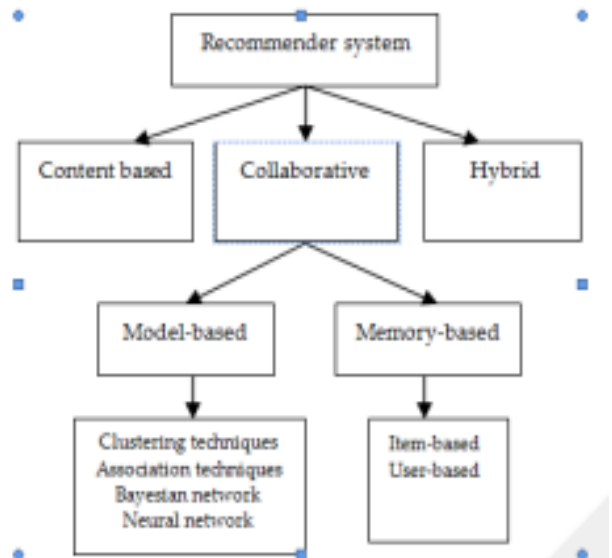 Recommender system
Content based
Collaborative
Hybrid
Model-based
Memory-based
Clustering techniques
Association techniques
Bayesian network
Neural network
Item-based
User-based